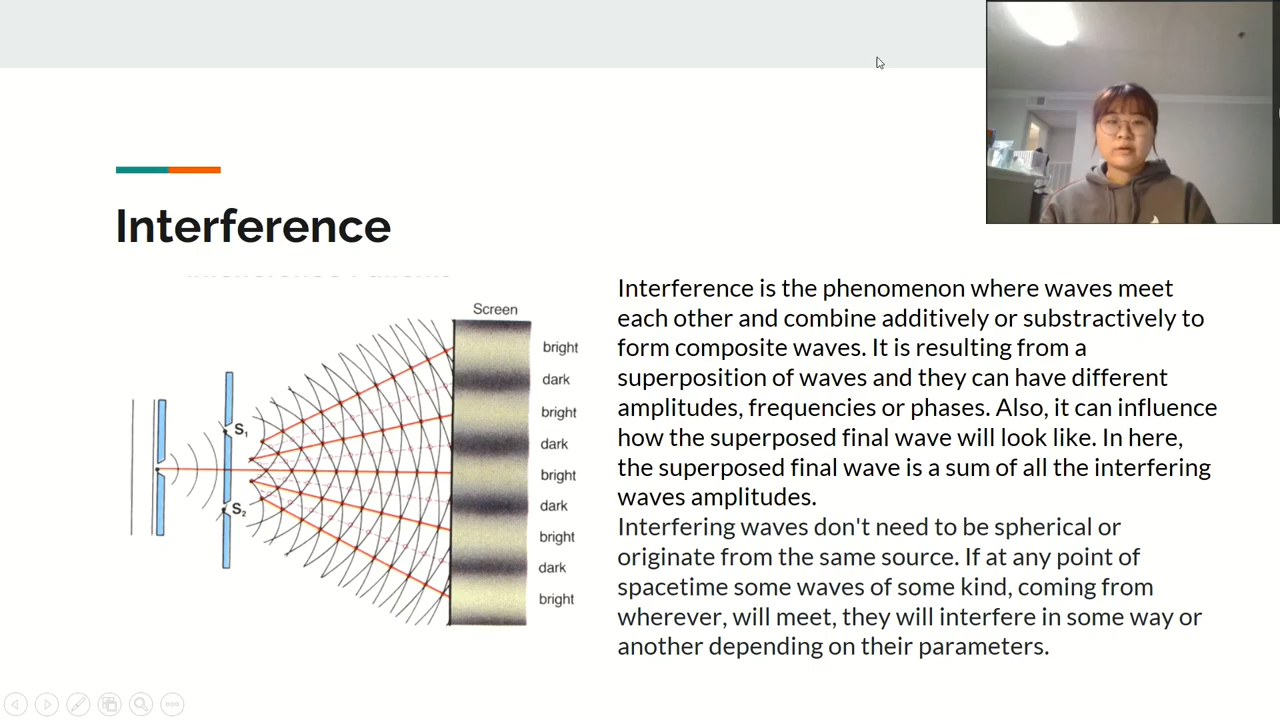 Interference
Screen
bright
dark
bright
dark
bright
dark
bright
dark
bright
S1
S2
Interference is the phenomenon where waves meet
each other and combine additively or substractively to
form composite waves. It is resulting from a
superposition of waves and they can have different
amplitudes, frequencies or phases. Also, it can influence
how the superposed final wave will look like. In here,
the superposed final wave is a sum of all the interfering
waves amplitudes.
Interfering waves don't need to be spherical or
originate from the same source. If at any point of
spacetime some waves of some kind, coming from
wherever, will meet, they will interfere in some way or
another depending on their parameters.